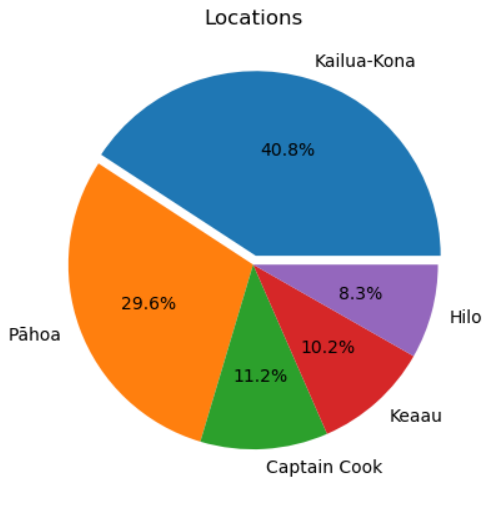 Locations
Kailua-Kona
40.8%
29.6%
8.3%
Hilo
Pāhoa
10.2%
11.2%
Keaau
Captain Cook